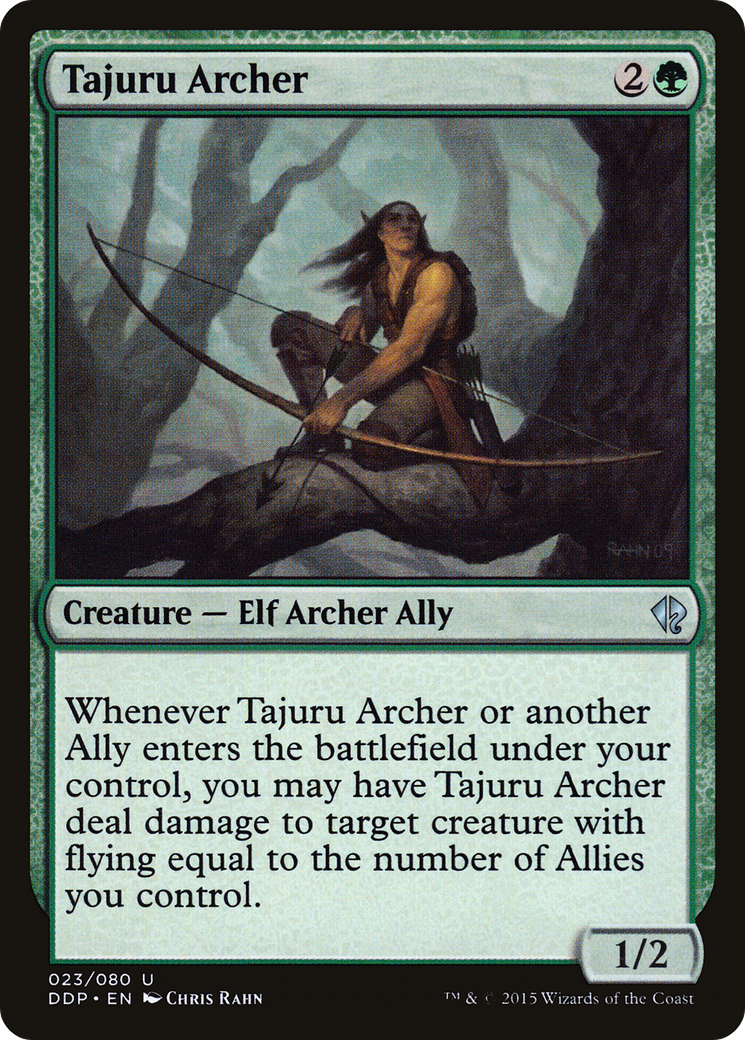 Tajuru Archer 2
RAHN 09
Creature — Elf Archer Ally
Whenever Tajuru Archer or another
Ally enters the battlefield under your
control, you may have Tajuru Archer
deal damage to target creature with
flying equal to the number of Allies
you control.
1/2
023/080 U
DDP • EN Chris Rahn ™ & © 2015 Wizards of the Coast